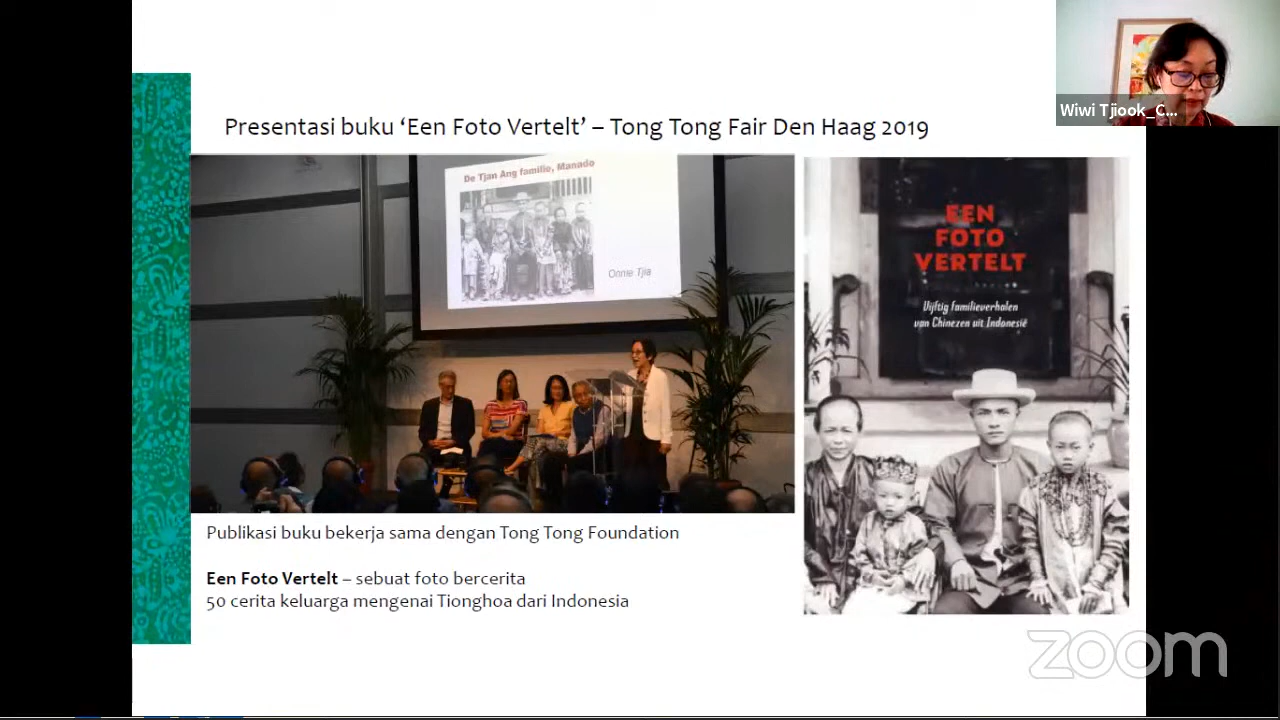 Wiwi Tjiook_C...
Presentasi buku ‘Een Foto Vertelt’ – Tong Tong Fair Den Haag 2019
De Tjan Ang familie, Manado
Onnie Tjia
EEN
FOTO
VERTELT
Vijftig familieverhalen
van Chinezen uit Indonesië
Publikasi buku bekerja sama dengan Tong Tong Foundation
Een Foto Vertelt – sebuat foto bercerita
50 cerita keluarga mengenai Tionghoa dari Indonesia
zoom